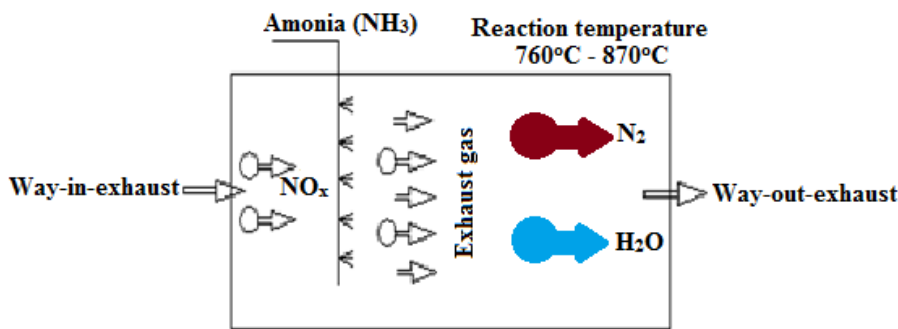 Amonia (NH₃)
Reaction temperature
760°C - 870°C
Way-in-exhaust
NOₓ
Exhaust gas
N₂
H₂O
Way-out-exhaust